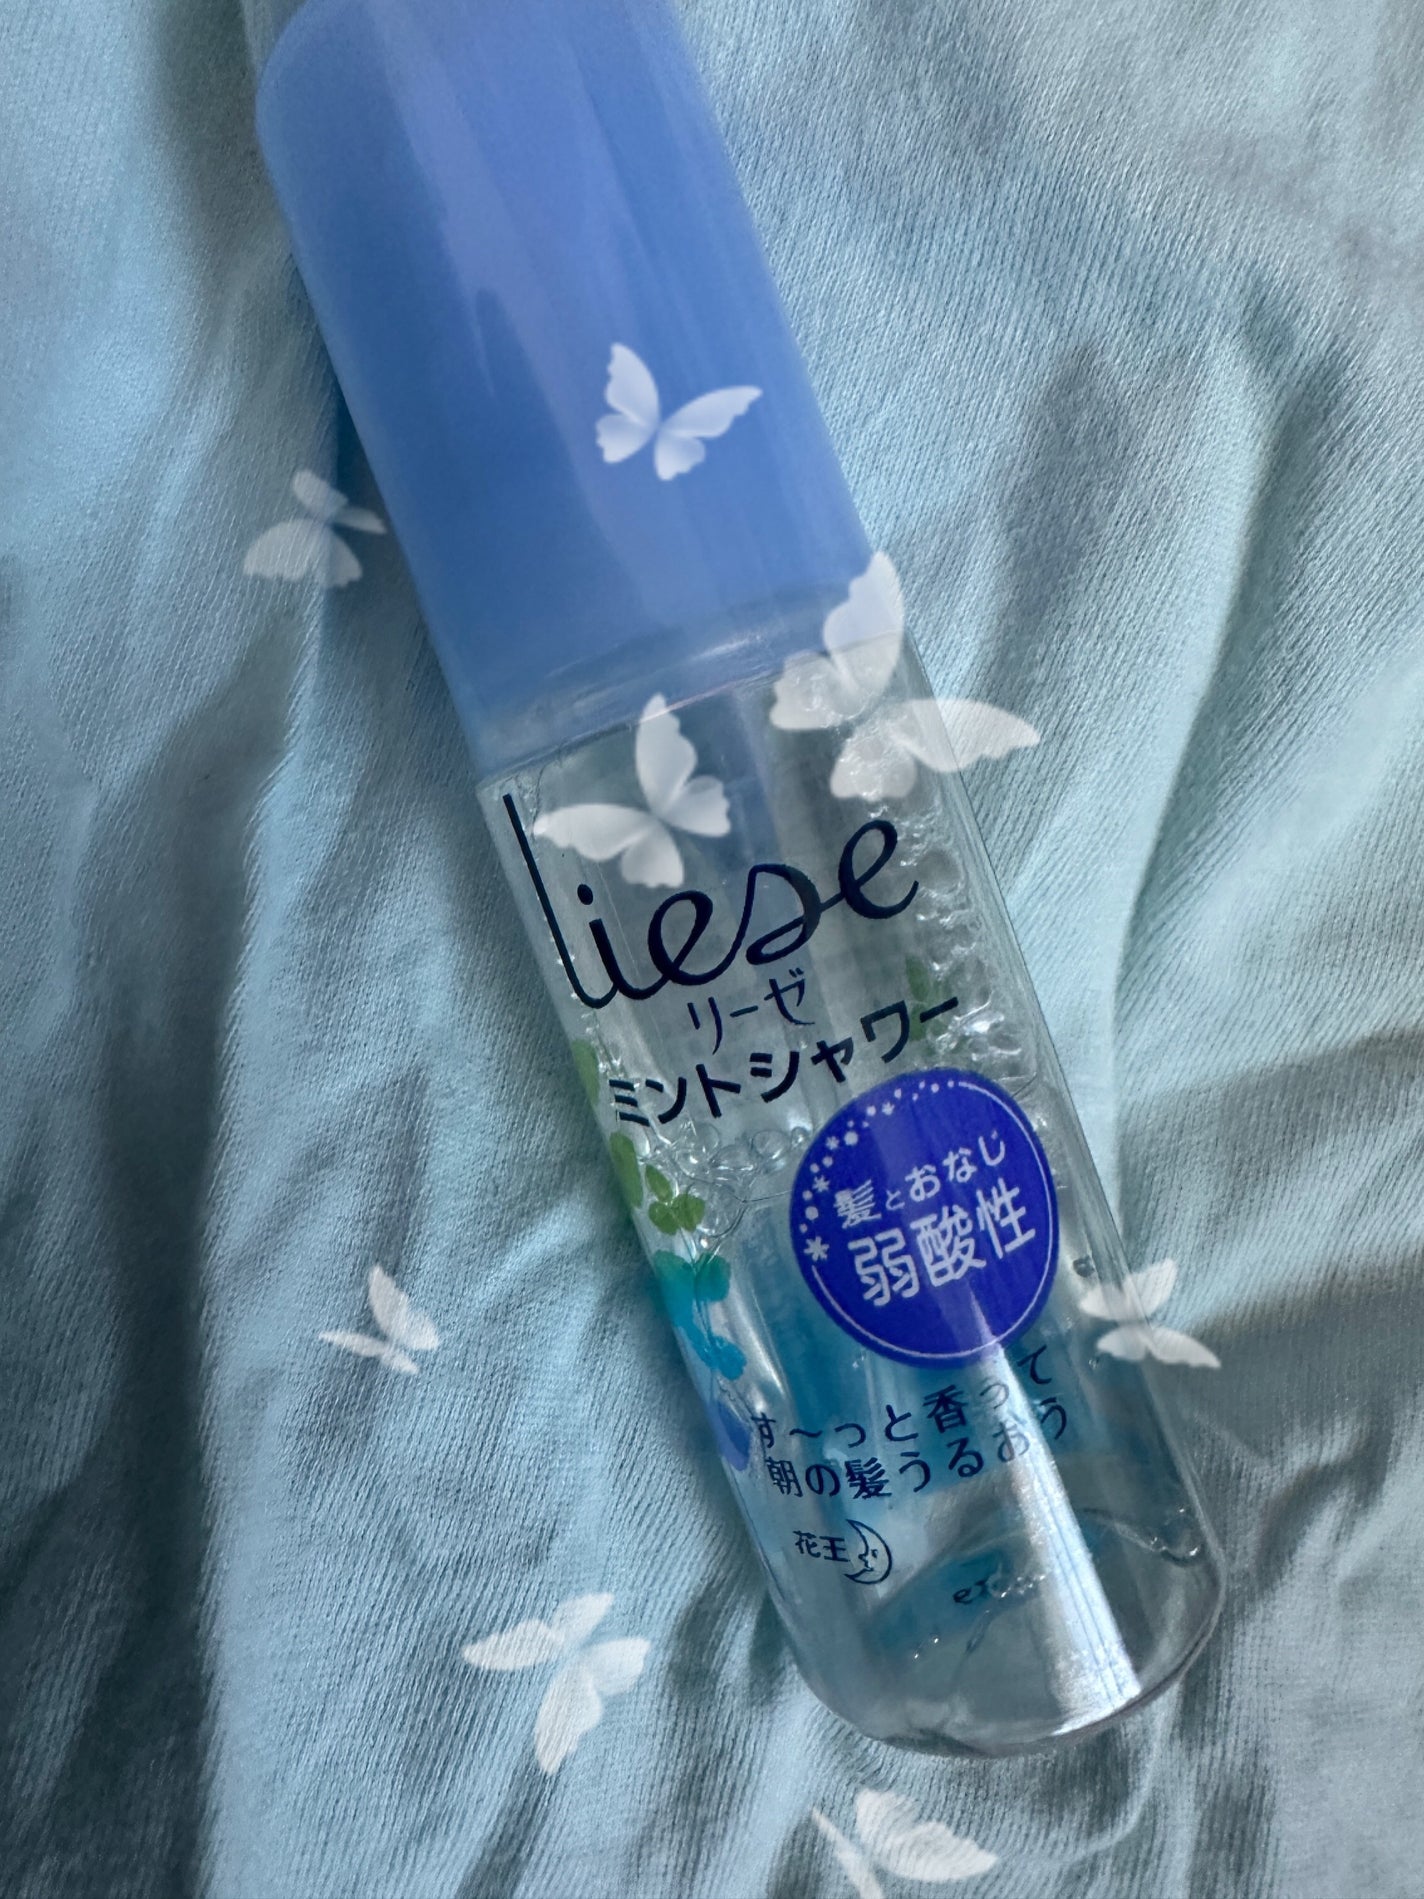 liese
リーゼ
ミントシャワー
髪とおなじ
弱酸性
す〜っと香って
朝の髪うるおう
花王